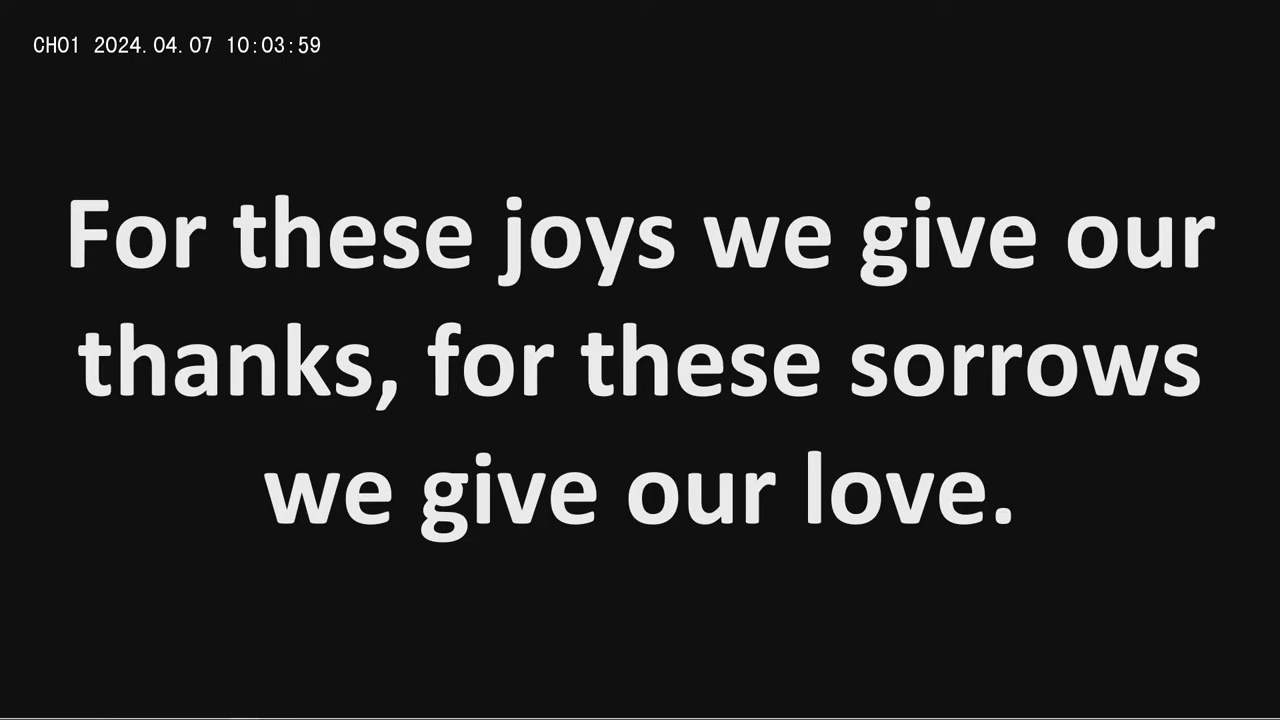 CH01 2024.04.07 10:03:59
For these joys we give our
thanks, for these sorrows
we give our love.